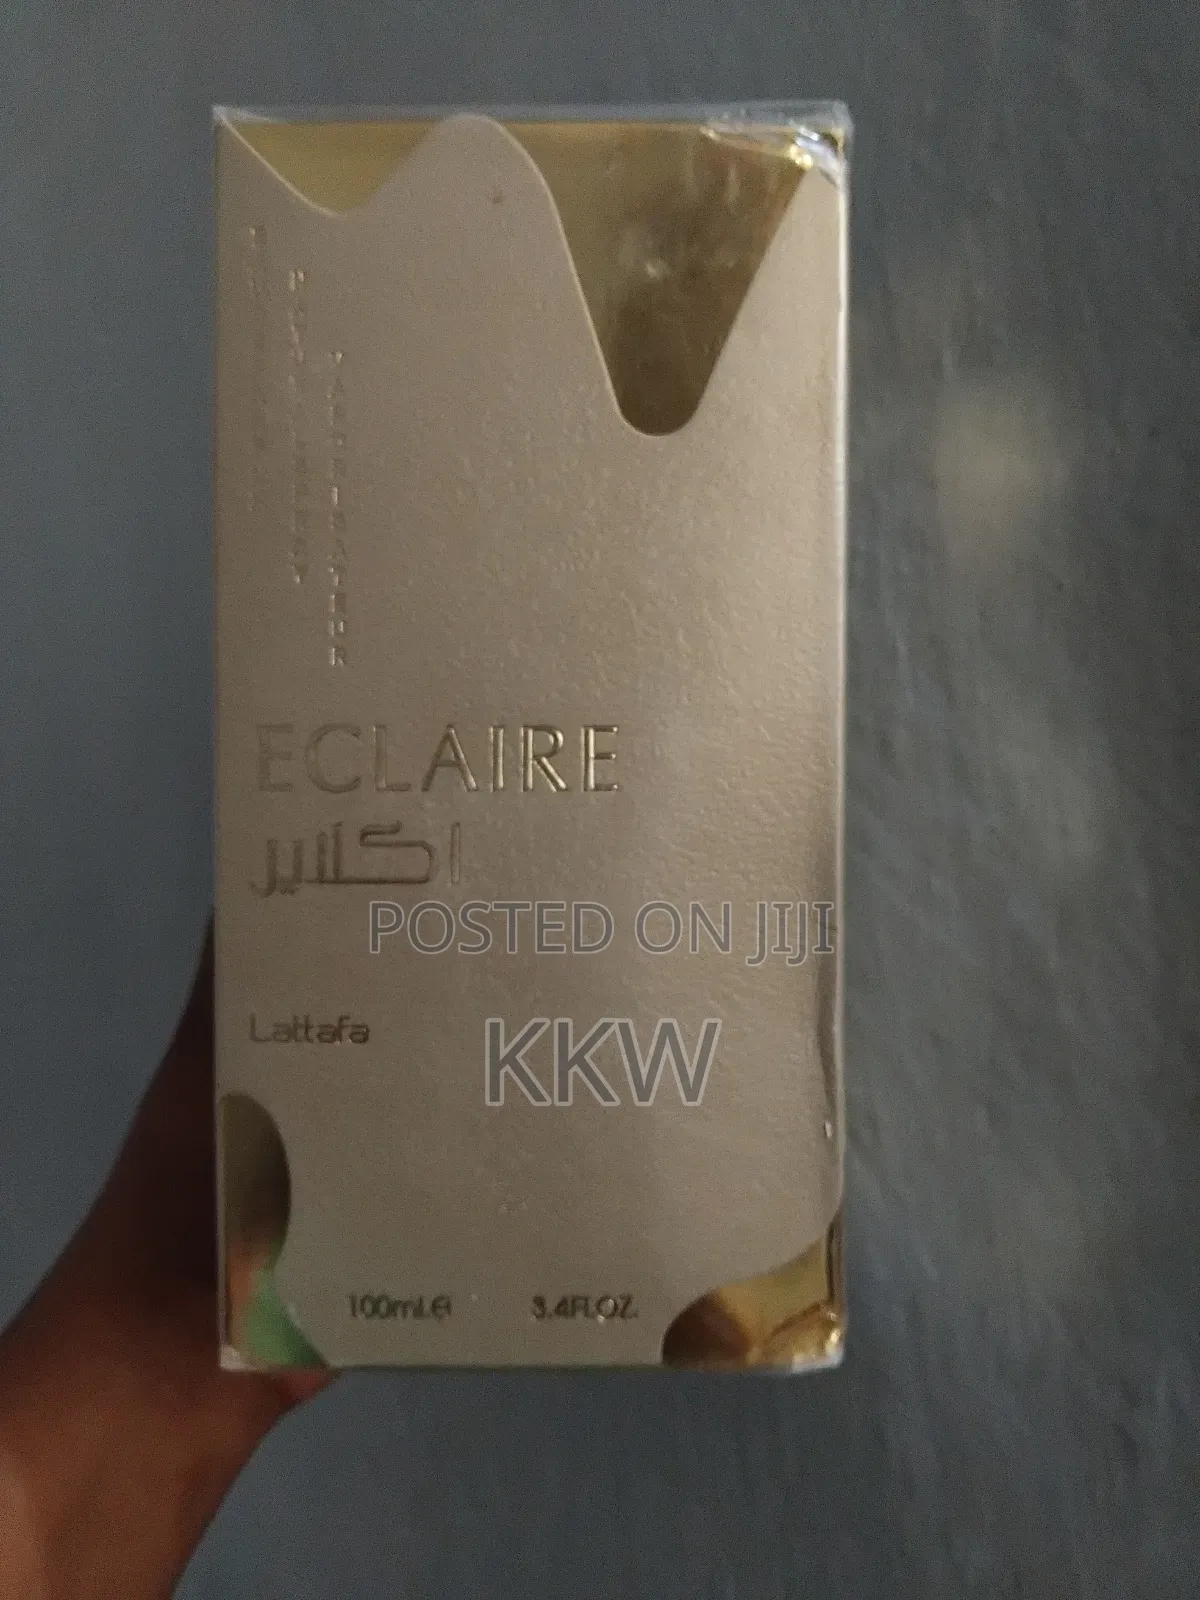 ECLAIRE
اكلير
POSTED ON JIJI
Lattafa
KKW
100mL℮ 3.4FL.OZ.